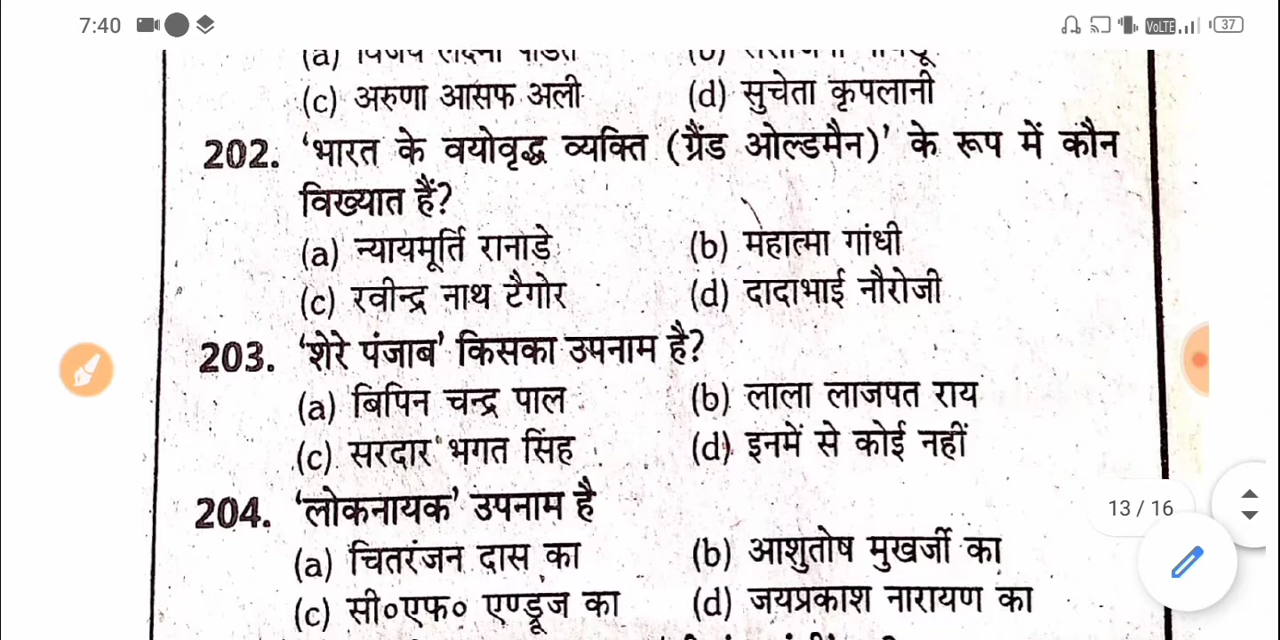 7:40 VoLTE 37
(c) अरुणा आसफ अली (d) सुचेता कृपलानी
202. ‘भारत के वयोवृद्ध व्यक्ति (ग्रैंड ओल्डमैन)’ के रूप में कौन
विख्यात हैं?
(a) न्यायमूर्ति रानाडे (b) महात्मा गांधी
(c) रवीन्द्र नाथ टैगोर (d) दादाभाई नौरोजी
203. ‘शेरे पंजाब’ किसका उपनाम है?
(a) बिपिन चन्द्र पाल (b) लाला लाजपत राय
(c) सरदार भगत सिंह (d) इनमें से कोई नहीं
204. ‘लोकनायक’ उपनाम है
13 / 16
(a) चितरंजन दास का (b) आशुतोष मुखर्जी का
(c) सी०एफ० एण्ड्रूज का (d) जयप्रकाश नारायण का